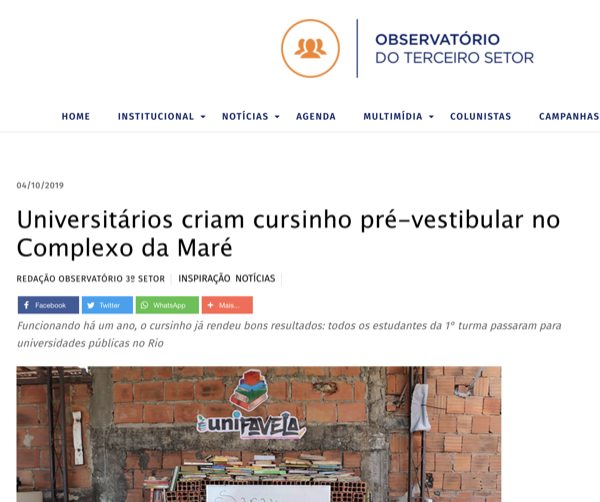 OBSERVATÓRIO
DO TERCEIRO SETOR
HOME INSTITUCIONAL NOTÍCIAS AGENDA MULTIMÍDIA COLUNISTAS CAMPANHAS
04/10/2019
Universitários criam cursinho pré-vestibular no
Complexo da Maré
REDAÇÃO OBSERVATÓRIO 3º SETOR INSPIRAÇÃO NOTÍCIAS
Facebook Twitter WhatsApp Mais...
Funcionando há um ano, o cursinho já rendeu bons resultados: todos os estudantes da 1° turma passaram para
universidades públicas no Rio
UNIFAVELA